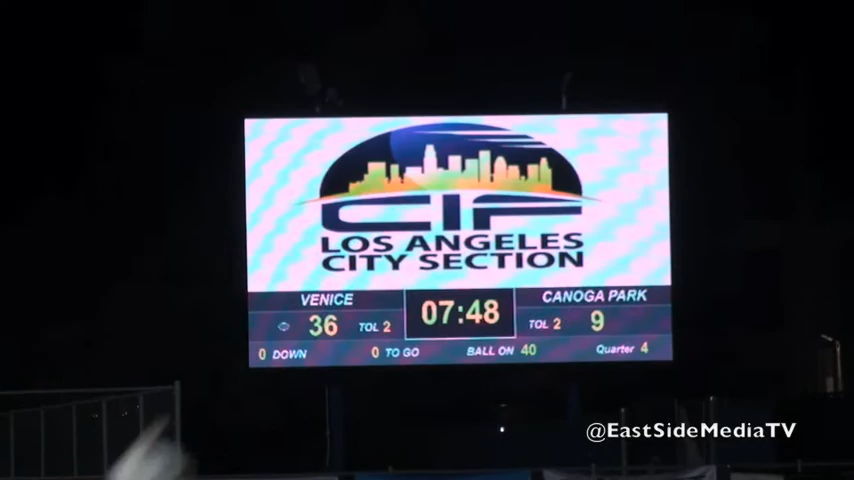 CIF
LOS ANGELES
CITY SECTION
VENICE
07:48
CANOGA PARK
36 TOL 2
TOL 2 9
0 DOWN 0 TO GO BALL ON 40 Quarter 4
@EastSideMediaTV